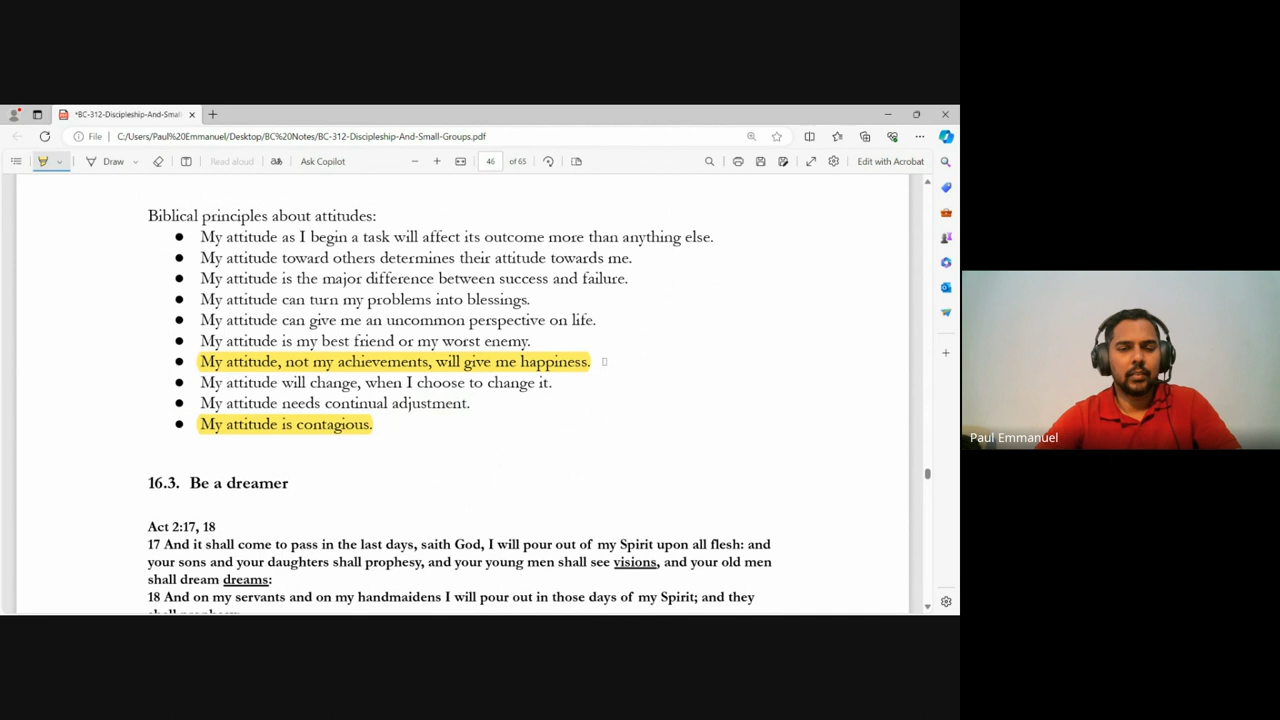 *BC-312-Discipleship-And-Small-
File
C:/Users/Paul%20Emmanuel/Desktop/BC%20Notes/BC-312-Discipleship-And-Small-Groups.pdf
Draw
Read aloud
Ask Copilot
46 of 65
Edit with Acrobat
Biblical principles about attitudes:
● My attitude as I begin a task will affect its outcome more than anything else.
● My attitude toward others determines their attitude towards me.
● My attitude is the major difference between success and failure.
● My attitude can turn my problems into blessings.
● My attitude can give me an uncommon perspective on life.
● My attitude is my best friend or my worst enemy.
● My attitude, not my achievements, will give me happiness.
● My attitude will change, when I choose to change it.
● My attitude needs continual adjustment.
● My attitude is contagious.
16.3. Be a dreamer
Act 2:17, 18
17 And it shall come to pass in the last days, saith God, I will pour out of my Spirit upon all flesh: and
your sons and your daughters shall prophesy, and your young men shall see visions, and your old men
shall dream dreams:
18 And on my servants and on my handmaidens I will pour out in those days of my Spirit; and they
Paul Emmanuel